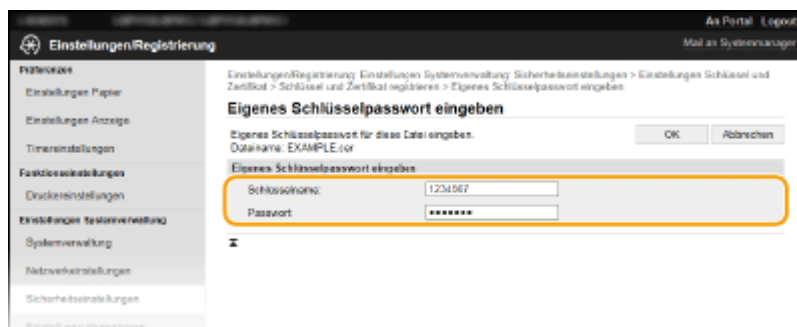 An Portal Logout
Einstellungen/Registrierung
Mail an Systemmanager
Präferenzen
Einstellungen Papier
Einstellungen Anzeige
Timereinstellungen
Funktionseinstellungen
Druckereinstellungen
Einstellungen Systemverwaltung
Systemverwaltung
Netzwerkeinstellungen
Sicherheitseinstellungen
Einstellungen/Registrierung: Einstellungen Systemverwaltung: Sicherheitseinstellungen > Einstellungen Schlüssel und
Zertifikat > Schlüssel und Zertifikat registrieren > Eigenes Schlüsselpasswort eingeben
Eigenes Schlüsselpasswort eingeben
Eigenes Schlüsselpasswort für diese Datei eingeben.
Dateiname: EXAMPLE.cer
OK Abbrechen
Eigenes Schlüsselpasswort eingeben
Schlüsselname: 1234567
Passwort: •••••••